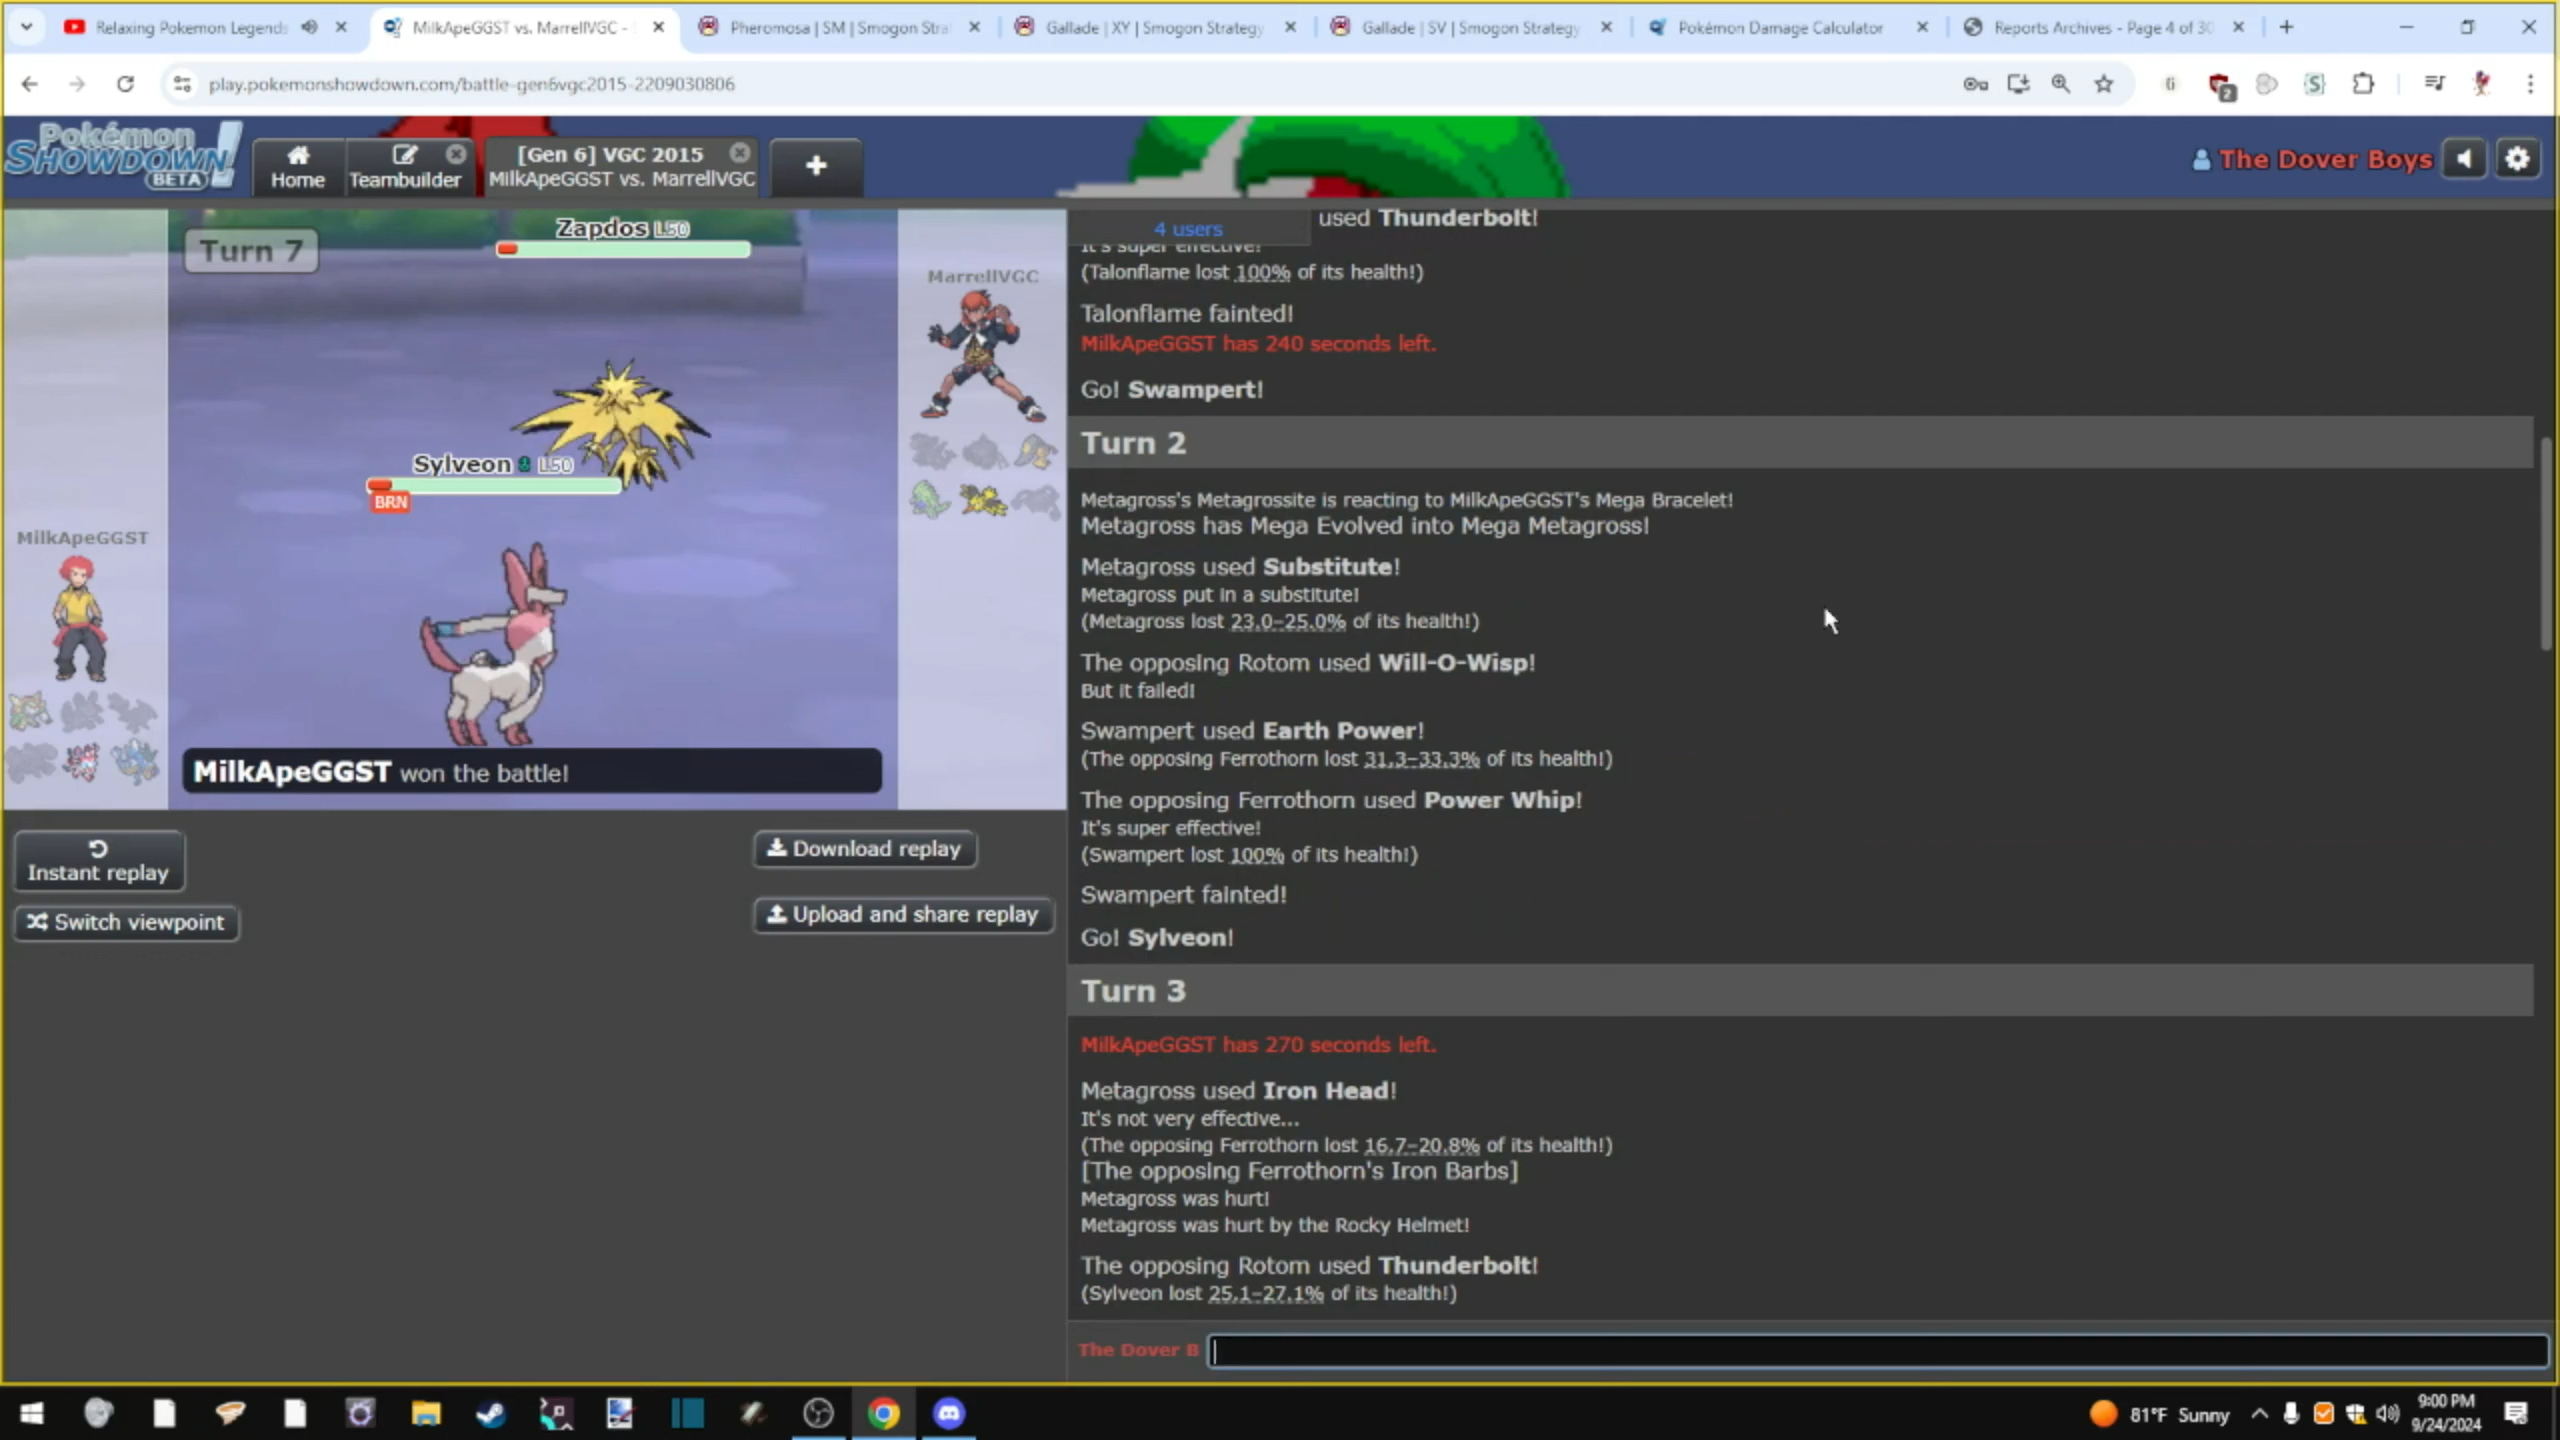 Relaxing Pokemon Legends
MilkApeGGST vs. MarrellVGC -
Pheromosa | SM | Smogon Stra
Gallade | XY | Smogon Strategy
Gallade | SV | Smogon Strategy
Pokémon Damage Calculator
Reports Archives - Page 4 of 30
play.pokemonshowdown.com/battle-gen6vgc2015-2209030806
2
Pokémon
SHOWDOWN!
BETA
Home
Teambuilder
[Gen 6] VGC 2015
MilkApeGGST vs. MarrellVGC
The Dover Boys
Turn 7
Zapdos L50
MarrellVGC
Sylveon L50
BRN
MilkApeGGST
MilkApeGGST won the battle!
Instant replay
Switch viewpoint
Download replay
Upload and share replay
4 users
used Thunderbolt!
It's super effective!
(Talonflame lost 100% of its health!)
Talonflame fainted!
MilkApeGGST has 240 seconds left.
Go! Swampert!
Turn 2
Metagross's Metagrossite is reacting to MilkApeGGST's Mega Bracelet!
Metagross has Mega Evolved into Mega Metagross!
Metagross used Substitute!
Metagross put in a substitute!
(Metagross lost 23.0–25.0% of its health!)
The opposing Rotom used Will-O-Wisp!
But it failed!
Swampert used Earth Power!
(The opposing Ferrothorn lost 31.3–33.3% of its health!)
The opposing Ferrothorn used Power Whip!
It's super effective!
(Swampert lost 100% of its health!)
Swampert fainted!
Go! Sylveon!
Turn 3
MilkApeGGST has 270 seconds left.
Metagross used Iron Head!
It's not very effective...
(The opposing Ferrothorn lost 16.7–20.8% of its health!)
[The opposing Ferrothorn's Iron Barbs]
Metagross was hurt!
Metagross was hurt by the Rocky Helmet!
The opposing Rotom used Thunderbolt!
(Sylveon lost 25.1–27.1% of its health!)
The Dover B
81°F Sunny
9:00 PM
9/24/2024